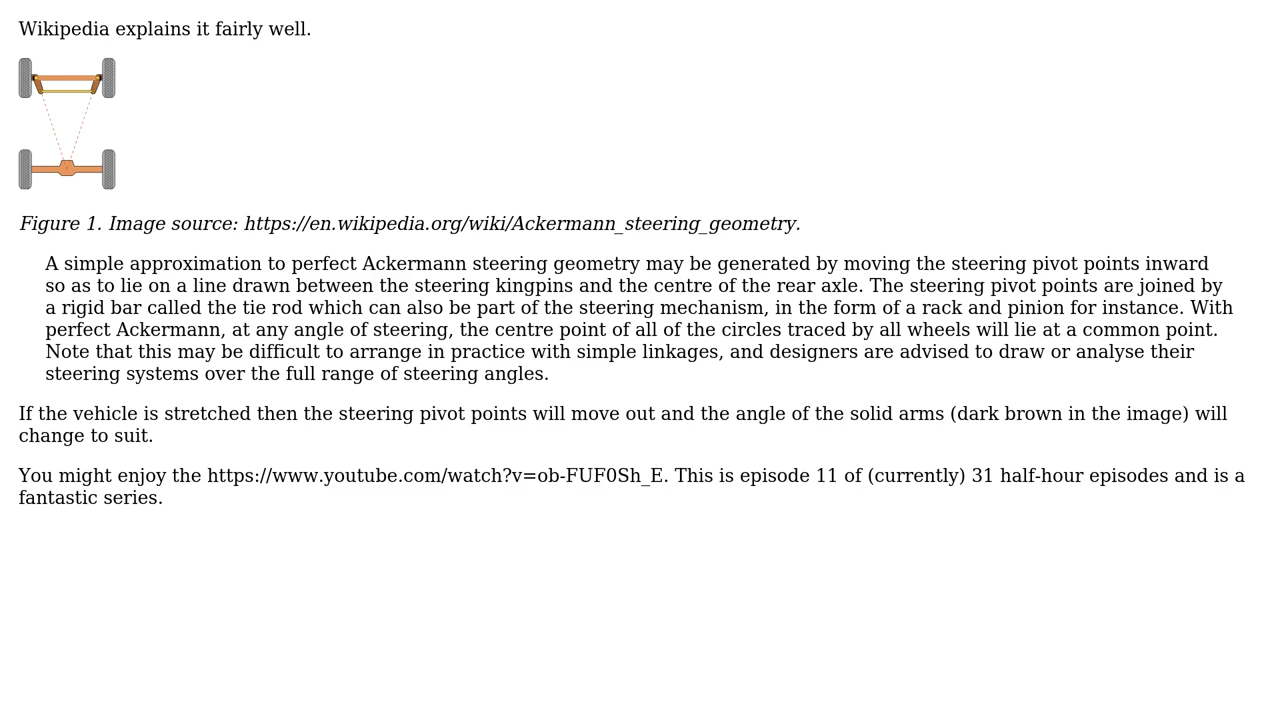 Wikipedia explains it fairly well.
Figure 1. Image source: https://en.wikipedia.org/wiki/Ackermann_steering_geometry.
A simple approximation to perfect Ackermann steering geometry may be generated by moving the steering pivot points inward
so as to lie on a line drawn between the steering kingpins and the centre of the rear axle. The steering pivot points are joined by
a rigid bar called the tie rod which can also be part of the steering mechanism, in the form of a rack and pinion for instance. With
perfect Ackermann, at any angle of steering, the centre point of all of the circles traced by all wheels will lie at a common point.
Note that this may be difficult to arrange in practice with simple linkages, and designers are advised to draw or analyse their
steering systems over the full range of steering angles.
If the vehicle is stretched then the steering pivot points will move out and the angle of the solid arms (dark brown in the image) will
change to suit.
You might enjoy the https://www.youtube.com/watch?v=ob-FUF0Sh_E. This is episode 11 of (currently) 31 half-hour episodes and is a
fantastic series.